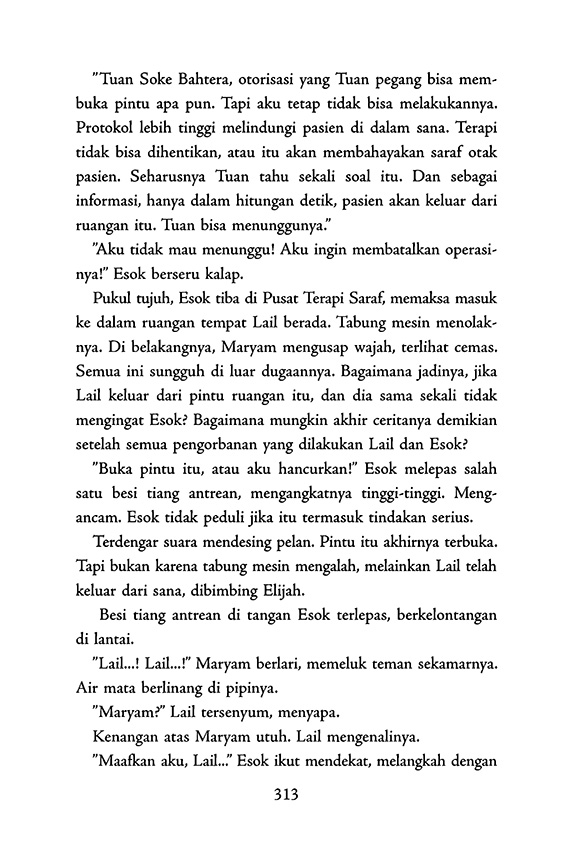 "Tuan Soke Bahtera, otorisasi yang Tuan pegang bisa mem-
buka pintu apa pun. Tapi aku tetap tidak bisa melakukannya.
Protokol lebih tinggi melindungi pasien di dalam sana. Terapi
tidak bisa dihentikan, atau itu akan membahayakan saraf otak
pasien. Seharusnya Tuan tahu sekali soal itu. Dan sebagai
informasi, hanya dalam hitungan detik, pasien akan keluar dari
ruangan itu. Tuan bisa menunggunya."
"Aku tidak mau menunggu! Aku ingin membatalkan operasi-
nya!" Esok berseru kalap.
Pukul tujuh, Esok tiba di Pusat Terapi Saraf, memaksa masuk
ke dalam ruangan tempat Lail berada. Tabung mesin menolak-
nya. Di belakangnya, Maryam mengusap wajah, terlihat cemas.
Semua ini sungguh di luar dugaannya. Bagaimana jadinya, jika
Lail keluar dari pintu ruangan itu, dan dia sama sekali tidak
mengingat Esok? Bagaimana mungkin akhir ceritanya demikian
setelah semua pengorbanan yang dilakukan Lail dan Esok?
"Buka pintu itu, atau aku hancurkan!" Esok melepas salah
satu besi tiang antrean, mengangkatnya tinggi-tinggi. Meng-
ancam. Esok tidak peduli jika itu termasuk tindakan serius.
Terdengar suara mendesing pelan. Pintu itu akhirnya terbuka.
Tapi bukan karena tabung mesin mengalah, melainkan Lail telah
keluar dari sana, dibimbing Elijah.
Besi tiang antrean di tangan Esok terlepas, berkelontangan
di lantai.
"Lail...! Lail...!" Maryam berlari, memeluk teman sekamarnya.
Air mata berlinang di pipinya.
"Maryam?" Lail tersenyum, menyapa.
Kenangan atas Maryam utuh. Lail mengenalinya.
"Maafkan aku, Lail..." Esok ikut mendekat, melangkah dengan
313